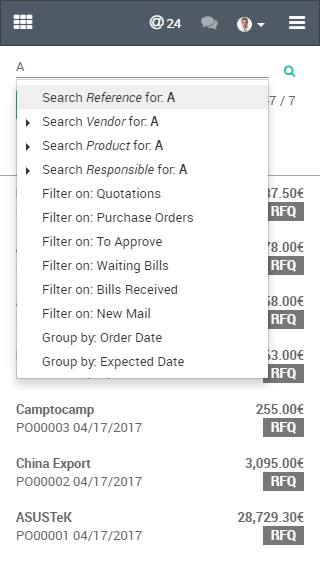 @ 24
A
-7 / 7
Search Reference for: A
Search Vendor for: A
Search Product for: A
Search Responsible for: A
Filter on: Quotations
37.50€
Filter on: Purchase Orders
RFQ
Filter on: To Approve
78.00€
Filter on: Waiting Bills
RFQ
Filter on: Bills Received
58.00€
Filter on: New Mail
RFQ
Group by: Order Date
Group by: Expected Date
53.00€
RFQ
Camptocamp 255.00€
PO00003 04/17/2017 RFQ
China Export 3,095.00€
PO00002 04/17/2017 RFQ
ASUSTeK 28,729.30€
PO00001 04/17/2017 RFQ